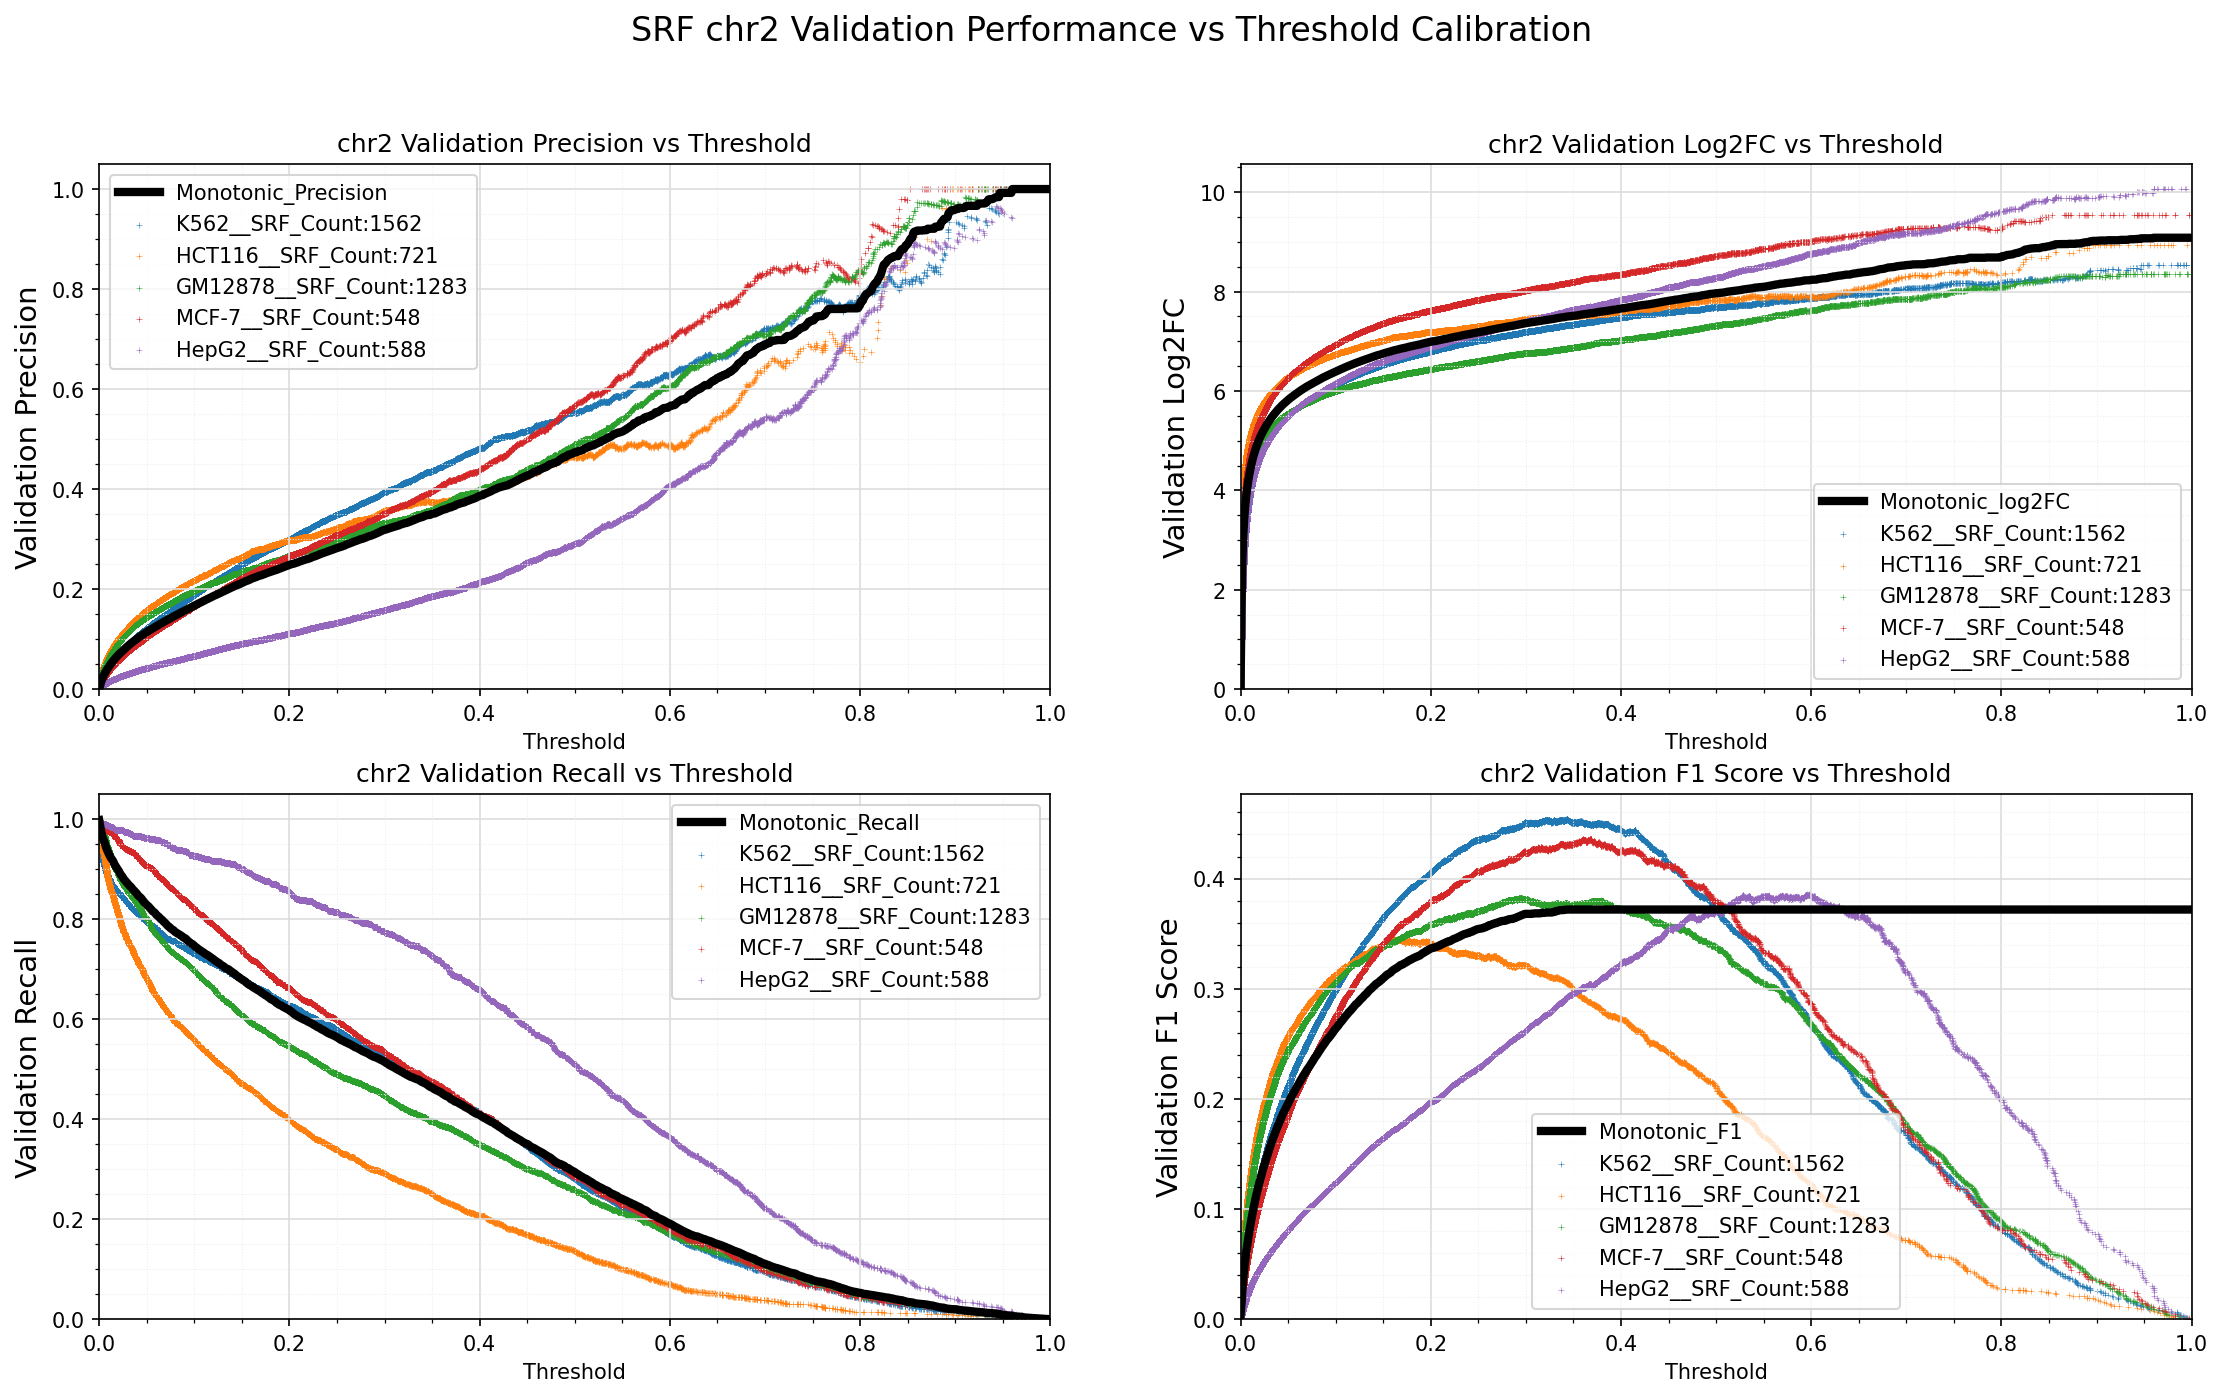 SRF chr2 Validation Performance vs Threshold Calibration
chr2 Validation Precision vs Threshold
Validation Precision
1.0
0.8
0.6
0.4
0.2
0.0
Monotonic_Precision
K562__SRF_Count:1562
HCT116__SRF_Count:721
GM12878__SRF_Count:1283
MCF-7__SRF_Count:548
HepG2__SRF_Count:588
0.0 0.2 0.4 0.6 0.8 1.0
Threshold
chr2 Validation Log2FC vs Threshold
Validation Log2FC
10
8
6
4
2
0
Monotonic_log2FC
K562__SRF_Count:1562
HCT116__SRF_Count:721
GM12878__SRF_Count:1283
MCF-7__SRF_Count:548
HepG2__SRF_Count:588
0.0 0.2 0.4 0.6 0.8 1.0
Threshold
chr2 Validation Recall vs Threshold
Validation Recall
1.0
0.8
0.6
0.4
0.2
0.0
Monotonic_Recall
K562__SRF_Count:1562
HCT116__SRF_Count:721
GM12878__SRF_Count:1283
MCF-7__SRF_Count:548
HepG2__SRF_Count:588
0.0 0.2 0.4 0.6 0.8 1.0
Threshold
chr2 Validation F1 Score vs Threshold
Validation F1 Score
0.4
0.3
0.2
0.1
0.0
Monotonic_F1
K562__SRF_Count:1562
HCT116__SRF_Count:721
GM12878__SRF_Count:1283
MCF-7__SRF_Count:548
HepG2__SRF_Count:588
0.0 0.2 0.4 0.6 0.8 1.0
Threshold